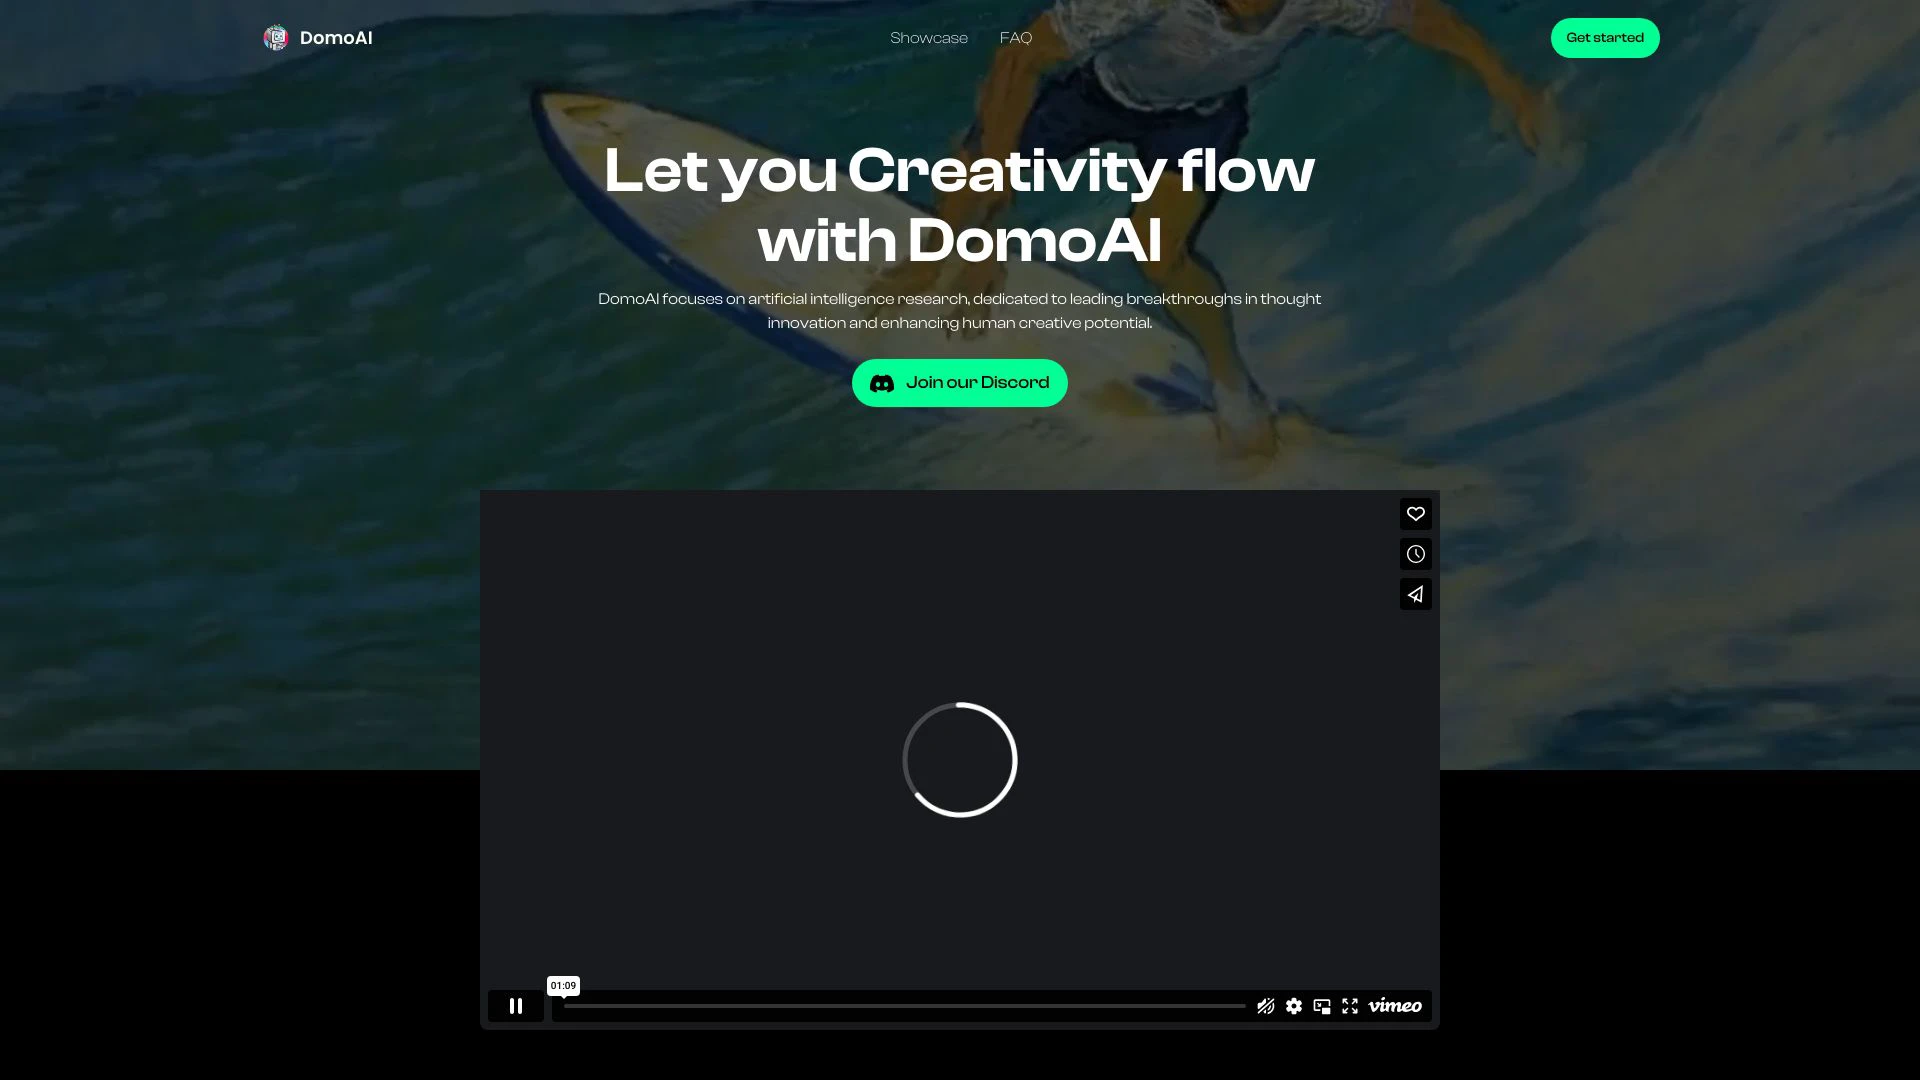 DomoAI
Showcase
FAQ
Get started
Let you Creativity flow
with DomoAI
DomoAI focuses on artificial intelligence research, dedicated to leading breakthroughs in thought
innovation and enhancing human creative potential.
Join our Discord
01:09
vimeo